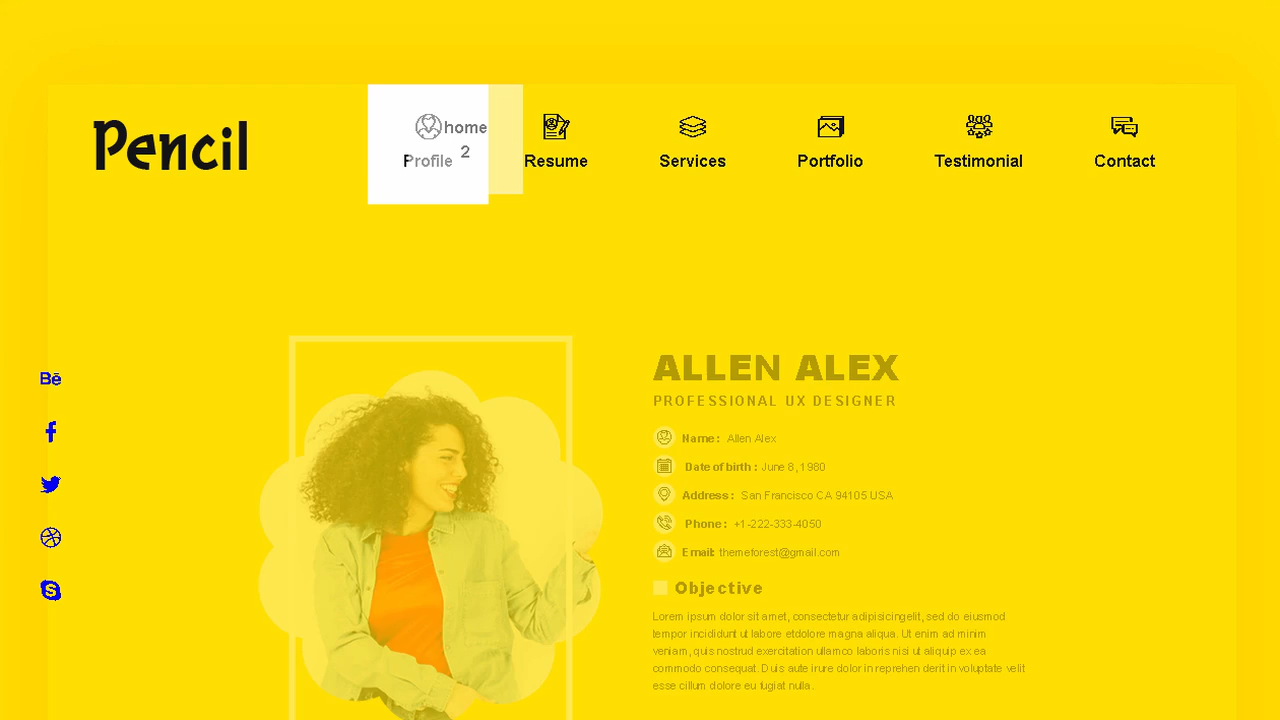 Pencil
home
Profile 2
Resume
Services
Portfolio
Testimonial
Contact
Bē
ALLEN ALEX
PROFESSIONAL UX DESIGNER
Name : Allen Alex
Date of birth : June 8, 1980
Address : San Francisco CA 94105 USA
Phone : +1-222-333-4050
Email: themeforest@gmail.com
Objective
Lorem ipsum dolor sit amet, consectetur adipisicingelit, sed do eiusmod
tempor incididunt ut labore etdolore magna aliqua. Ut enim ad minim
veniam, quis nostrud exercitation ullamco laboris nisi ut aliquip ex ea
commodo consequat. Duis aute irure dolor in reprehen derit in voluptate velit
esse cillum dolore eu fugiat nulla.